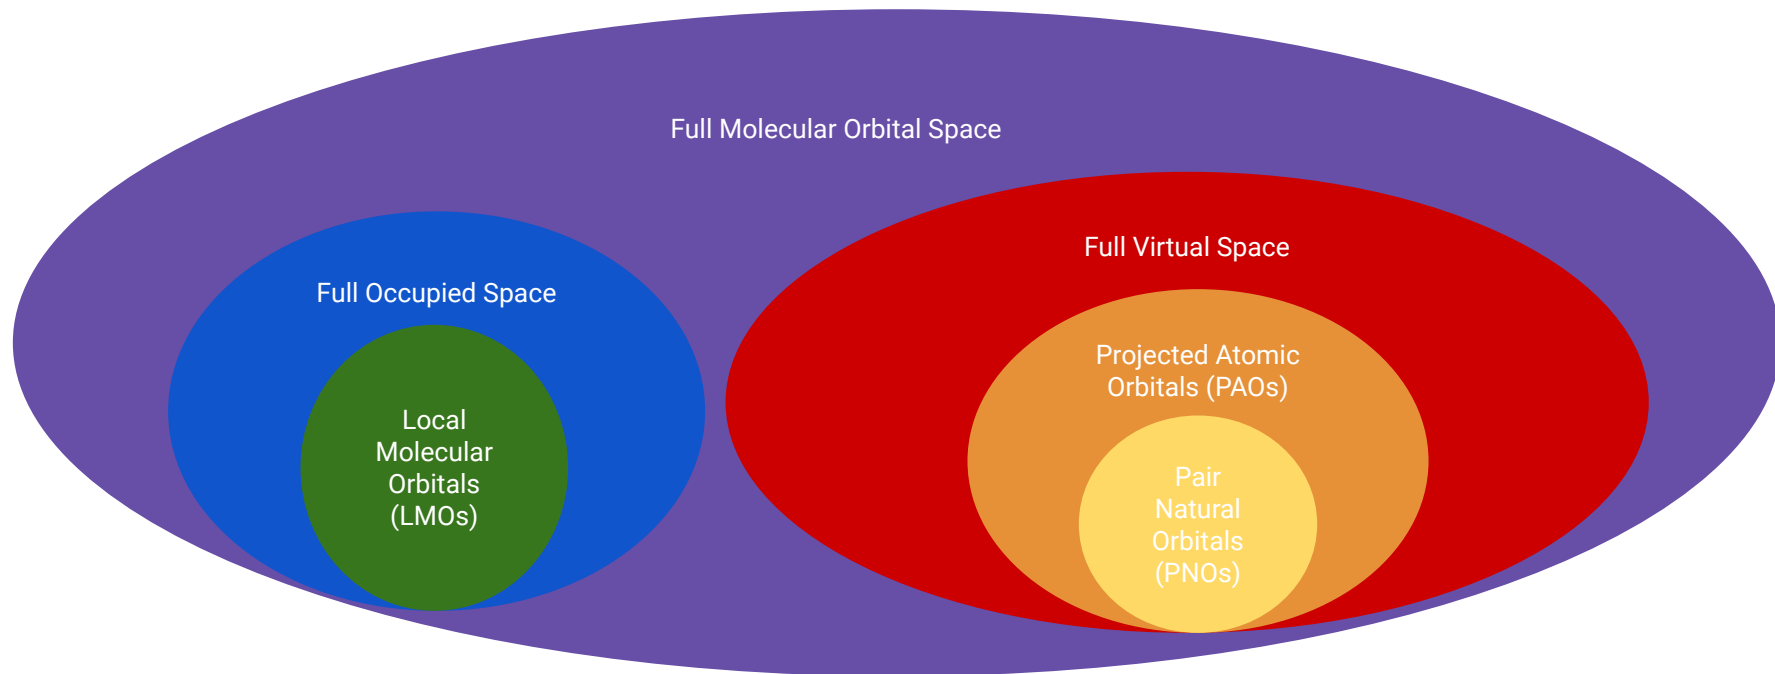 Full Molecular Orbital Space
Full Virtual Space
Full Occupied Space
Projected Atomic
Orbitals (PAOs)
Local
Molecular
Orbitals
(LMOs)
Pair
Natural
Orbitals
(PNOs)